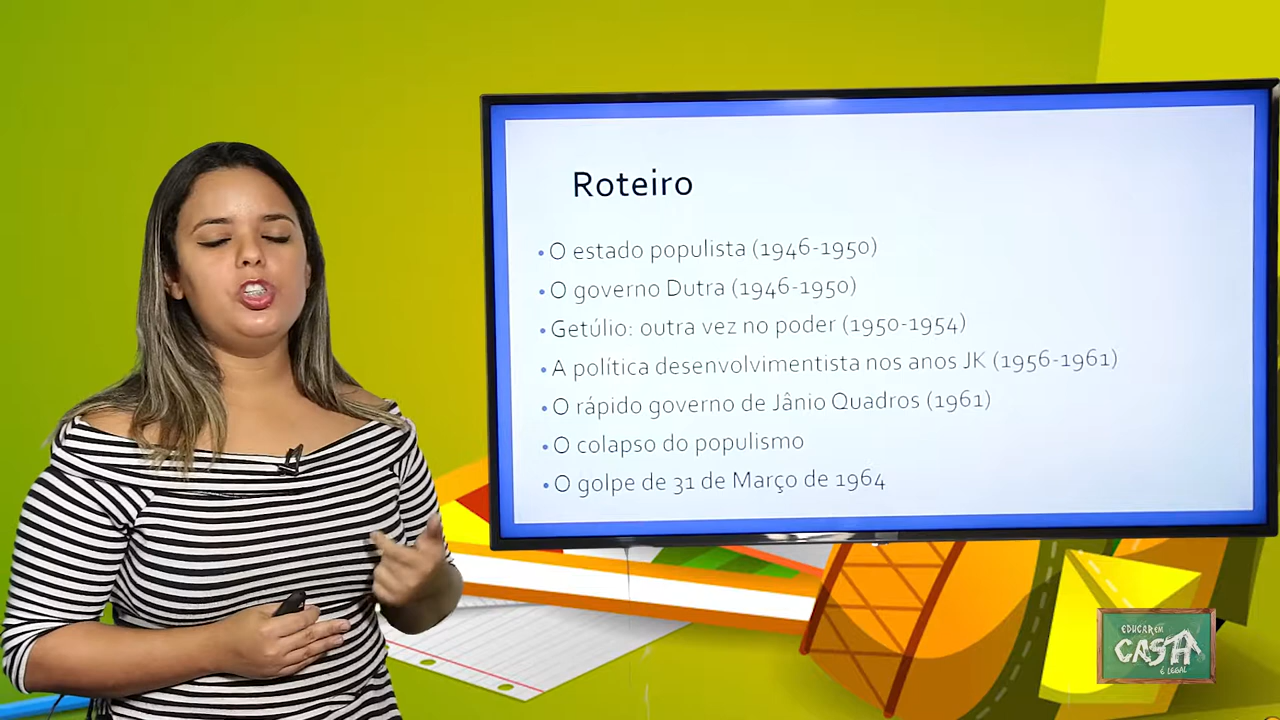 Roteiro
• O estado populista (1946-1950)
• O governo Dutra (1946-1950)
• Getúlio: outra vez no poder (1950-1954)
• A política desenvolvimentista nos anos JK (1956-1961)
• O rápido governo de Jânio Quadros (1961)
• O colapso do populismo
• O golpe de 31 de Março de 1964
EDUCAR EM
CASA
É LEGAL